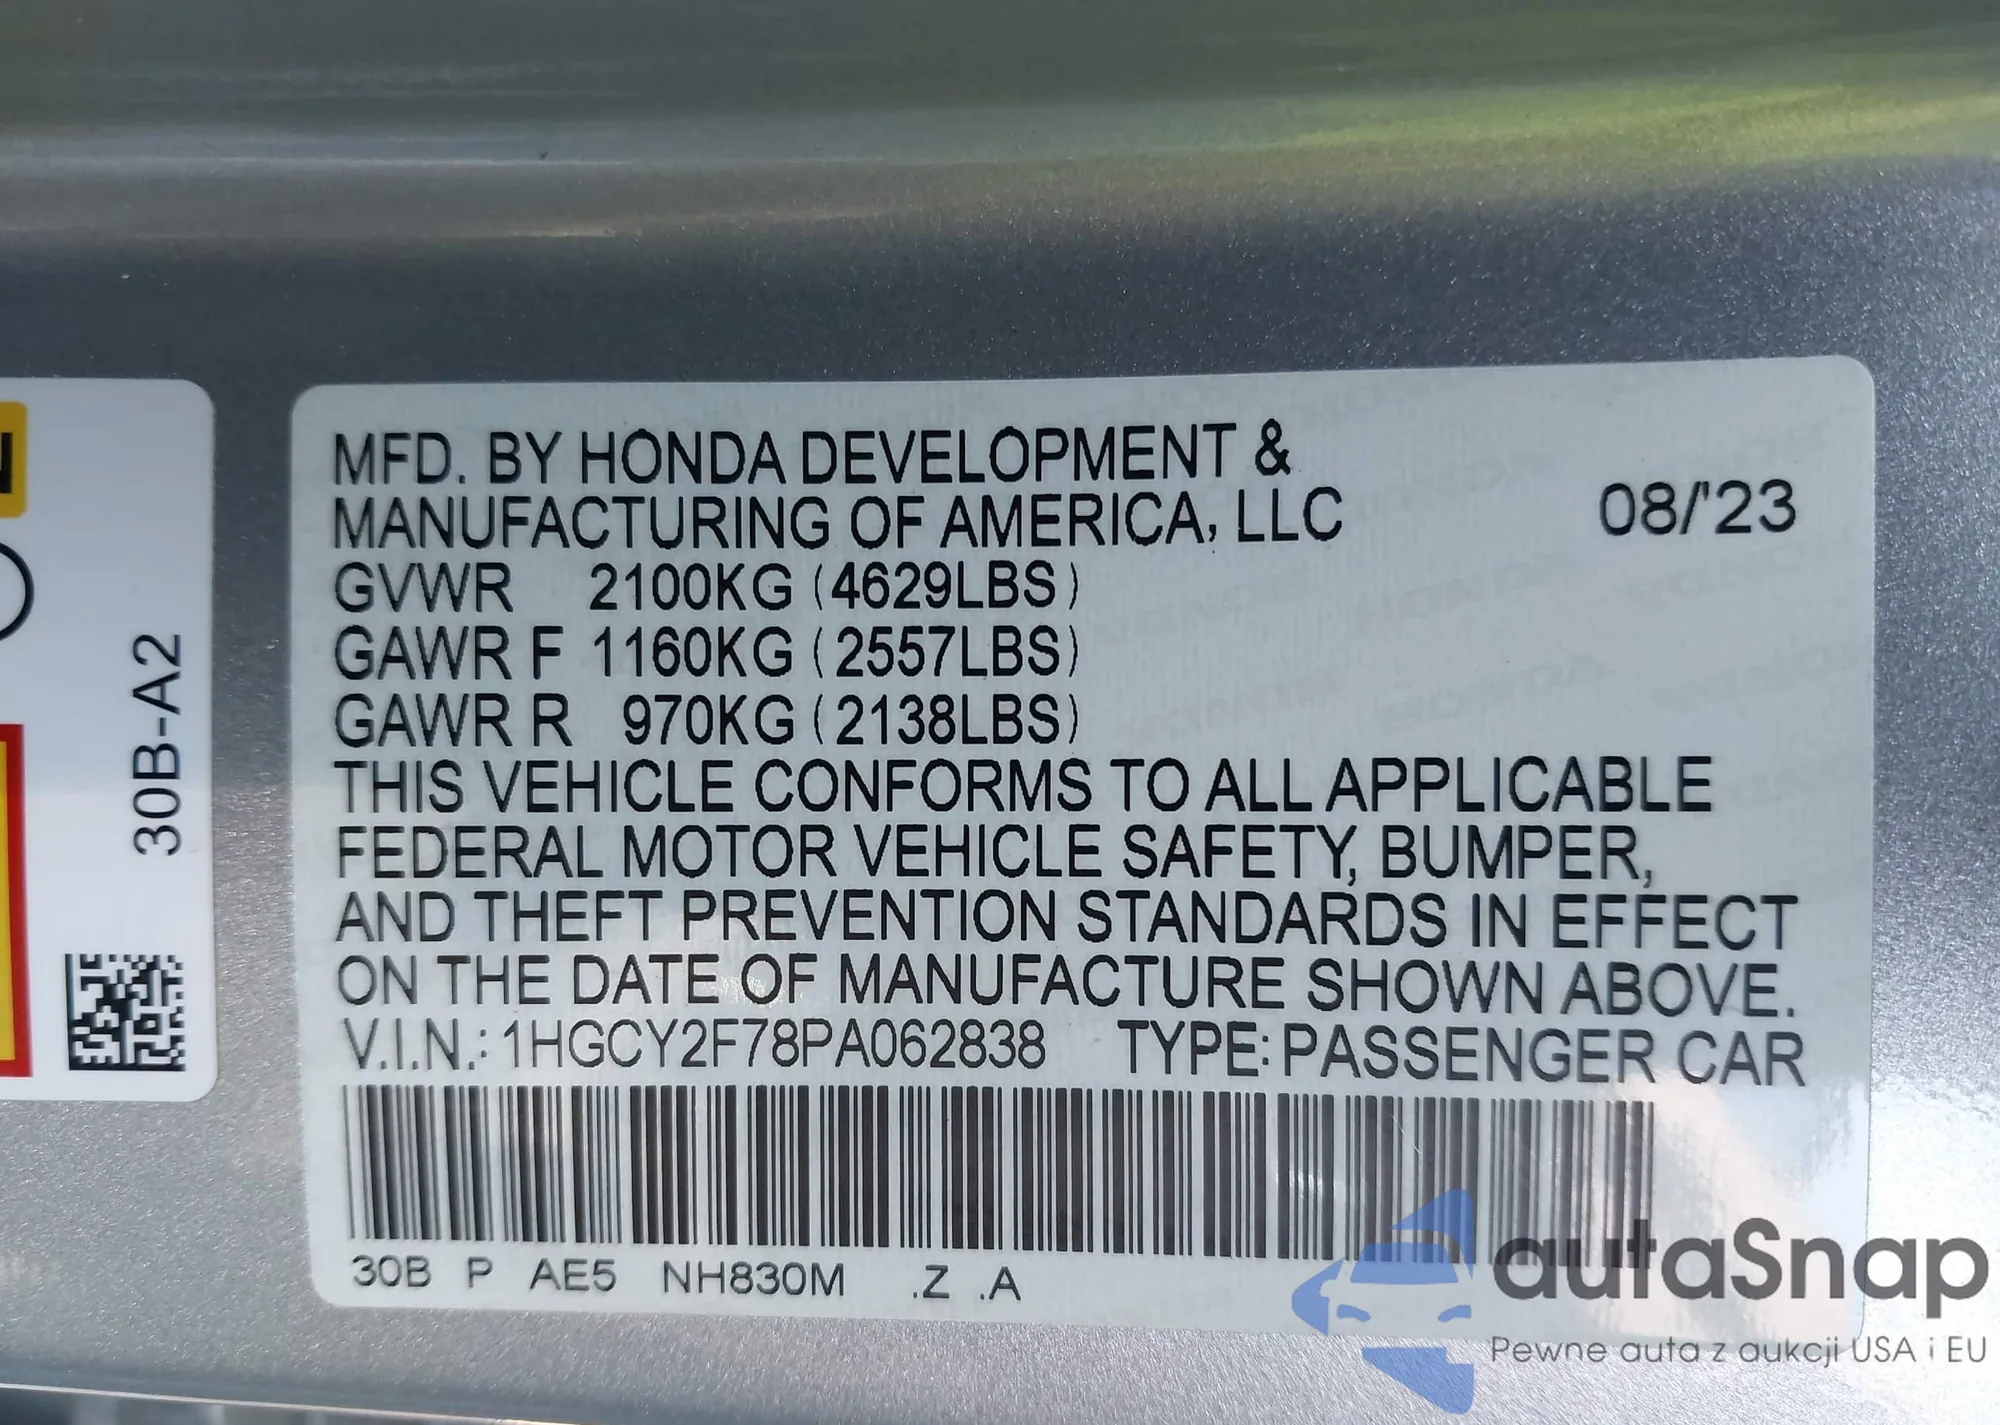 MFD. BY HONDA DEVELOPMENT &
MANUFACTURING OF AMERICA, LLC 08/'23
GVWR 2100KG (4629LBS)
GAWR F 1160KG (2557LBS)
GAWR R 970KG (2138LBS)
THIS VEHICLE CONFORMS TO ALL APPLICABLE
FEDERAL MOTOR VEHICLE SAFETY, BUMPER,
AND THEFT PREVENTION STANDARDS IN EFFECT
ON THE DATE OF MANUFACTURE SHOWN ABOVE.
V.I.N.: 1HGCY2F78PA062838 TYPE: PASSENGER CAR
30B P AE5 NH830M .Z .A
30B-A2
autaSnap
Pewne auta z aukcji USA i EU